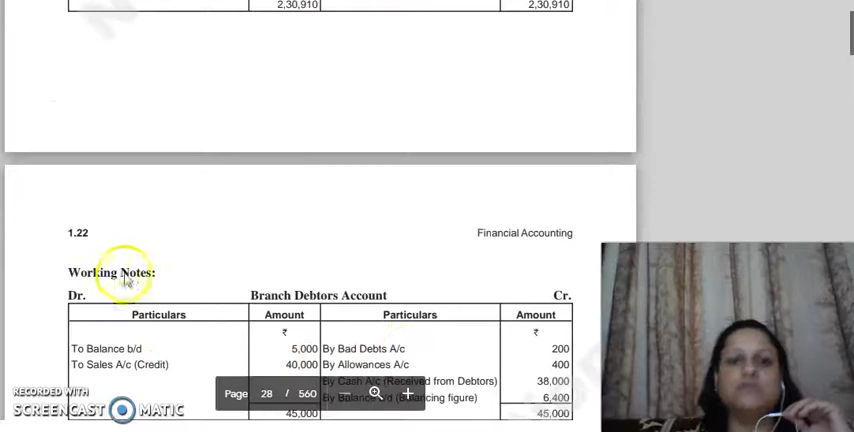 2,30,910 2,30,910
1.22 Financial Accounting
Working Notes:
Dr. Branch Debtors Account Cr.
Particulars Amount Particulars Amount
₹ ₹
To Balance b/d 5,000 By Bad Debts A/c 200
To Sales A/c (Credit) 40,000 By Allowances A/c 400
By Cash A/c (Received from Debtors) 38,000
By Balance c/d (Balancing figure) 6,400
45,000 45,000
Page 28 / 560
RECORDED WITH
SCREENCAST MATIC